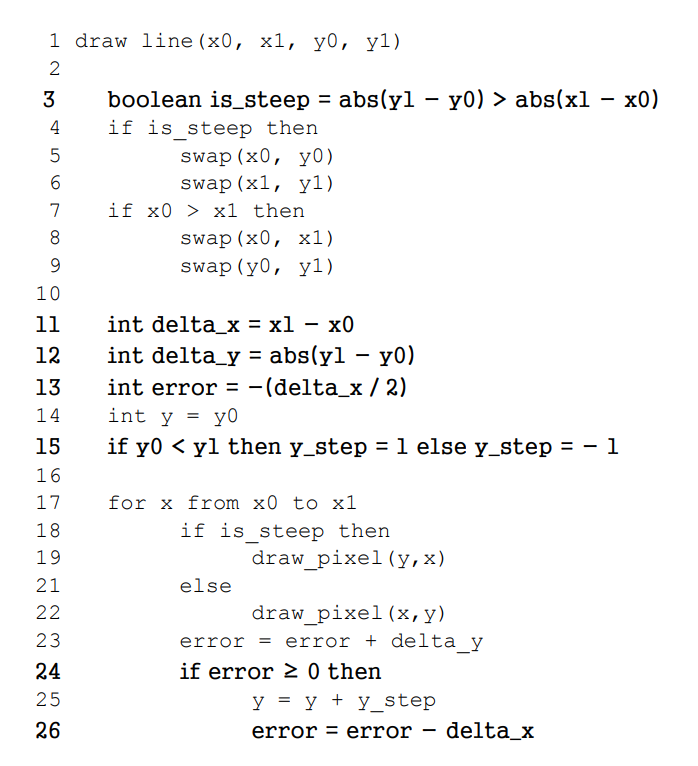 1 draw line(x0, x1, y0, y1)
2
3 boolean is_steep = abs(y1 − y0) > abs(x1 − x0)
4 if is_steep then
5 swap(x0, y0)
6 swap(x1, y1)
7 if x0 > x1 then
8 swap(x0, x1)
9 swap(y0, y1)
10
11 int delta_x = x1 − x0
12 int delta_y = abs(y1 − y0)
13 int error = −(delta_x / 2)
14 int y = y0
15 if y0 < y1 then y_step = 1 else y_step = − 1
16
17 for x from x0 to x1
18 if is_steep then
19 draw_pixel(y,x)
21 else
22 draw_pixel(x,y)
23 error = error + delta_y
24 if error ≥ 0 then
25 y = y + y_step
26 error = error − delta_x